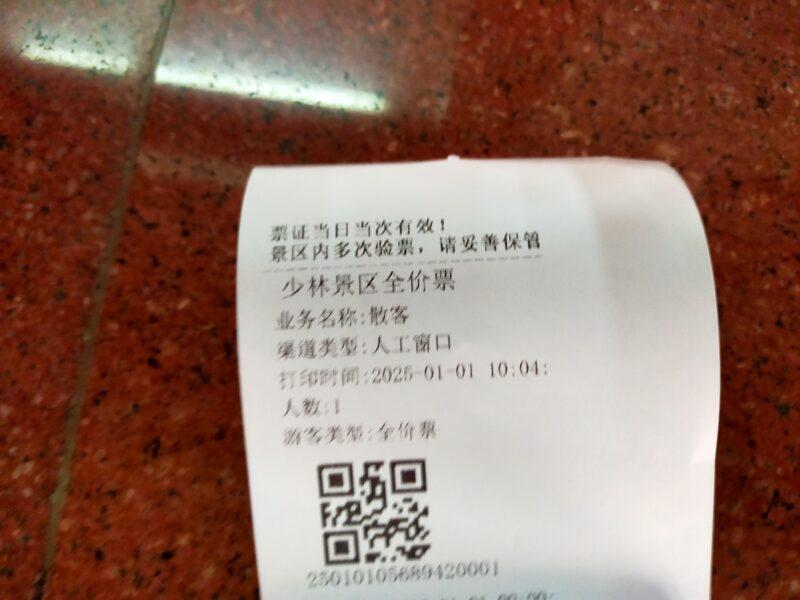 票证当日当次有效！
景区内多次验票，请妥善保管
少林景区全价票
业务名称:散客
渠道类型:人工窗口
打印时间:2025-01-01 10:04:
人数:1
游客类型:全价票
25010105689420001